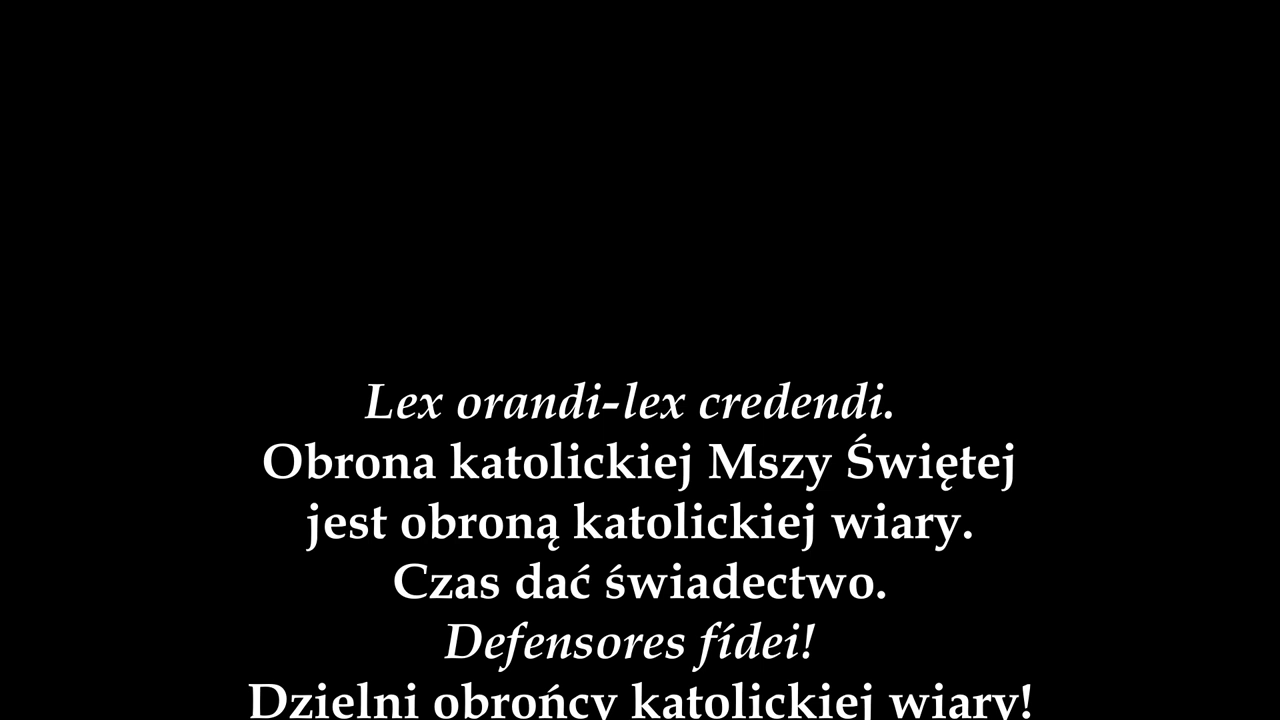 Lex orandi-lex credendi.
Obrona katolickiej Mszy Świętej
jest obroną katolickiej wiary.
Czas dać świadectwo.
Defensores fídei!
Dzielni obrońcy katolickiej wiary!